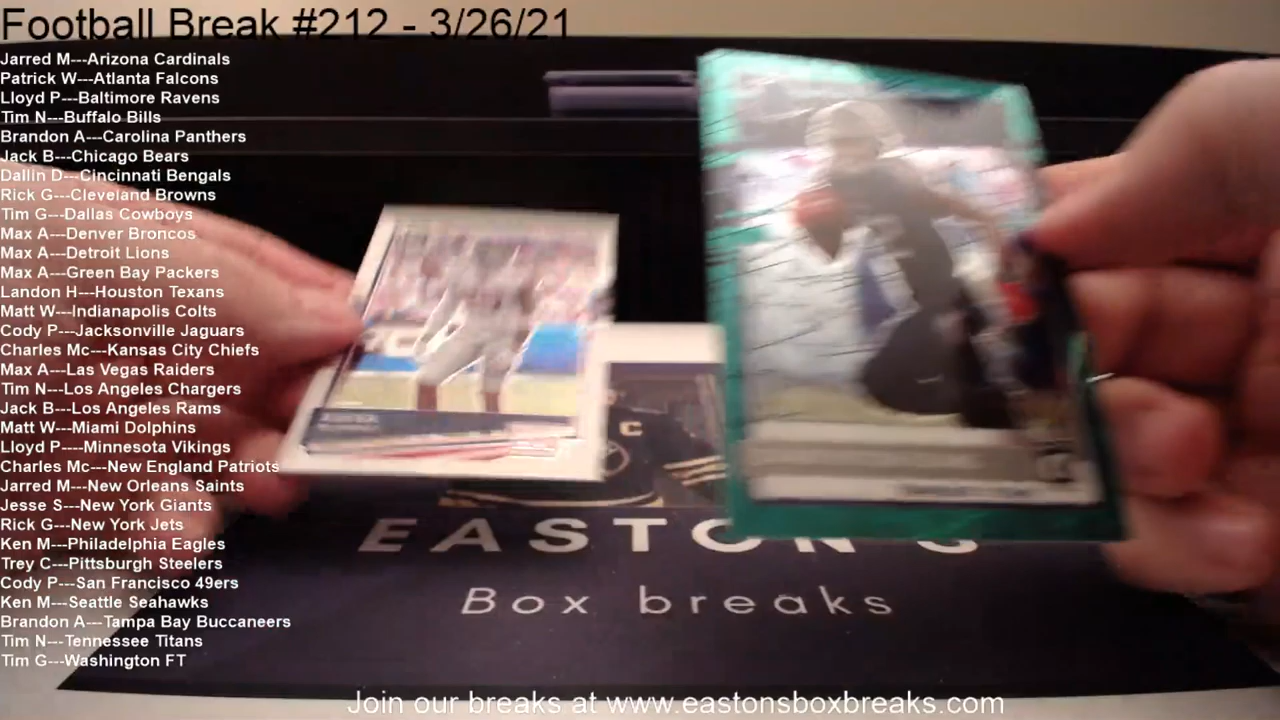 Football Break #212 - 3/26/21
Jarred M---Arizona Cardinals
Patrick W---Atlanta Falcons
Lloyd P---Baltimore Ravens
Tim N---Buffalo Bills
Brandon A---Carolina Panthers
Jack B---Chicago Bears
Dallin D---Cincinnati Bengals
Rick G---Cleveland Browns
Tim G---Dallas Cowboys
Max A---Denver Broncos
Max A---Detroit Lions
Max A---Green Bay Packers
Landon H---Houston Texans
Matt W---Indianapolis Colts
Cody P---Jacksonville Jaguars
Charles Mc---Kansas City Chiefs
Max A---Las Vegas Raiders
Tim N---Los Angeles Chargers
Jack B---Los Angeles Rams
Matt W---Miami Dolphins
Lloyd P----Minnesota Vikings
Charles Mc---New England Patriots
Jarred M---New Orleans Saints
Jesse S---New York Giants
Rick G---New York Jets
Ken M---Philadelphia Eagles
Trey C---Pittsburgh Steelers
Cody P---San Francisco 49ers
Ken M---Seattle Seahawks
Brandon A---Tampa Bay Buccaneers
Tim N---Tennessee Titans
Tim G---Washington FT
EASTON'S
Box breaks
Join our breaks at www.eastonsboxbreaks.com